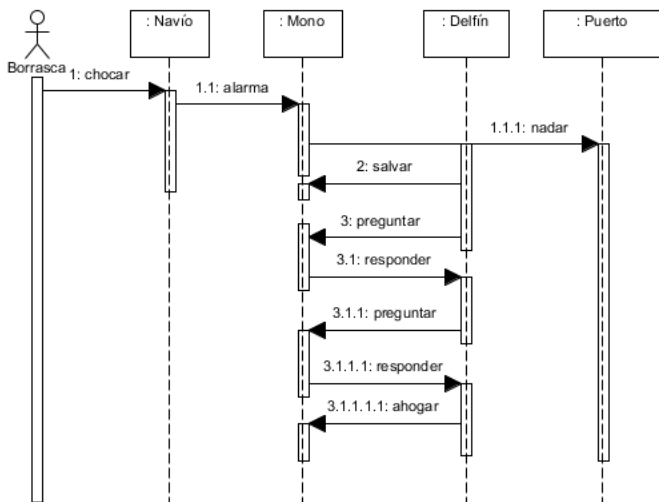 : Navío
: Mono
: Delfín
: Puerto
Borrasca
1: chocar
1.1: alarma
1.1.1: nadar
2: salvar
3: preguntar
3.1: responder
3.1.1: preguntar
3.1.1.1: responder
3.1.1.1.1: ahogar